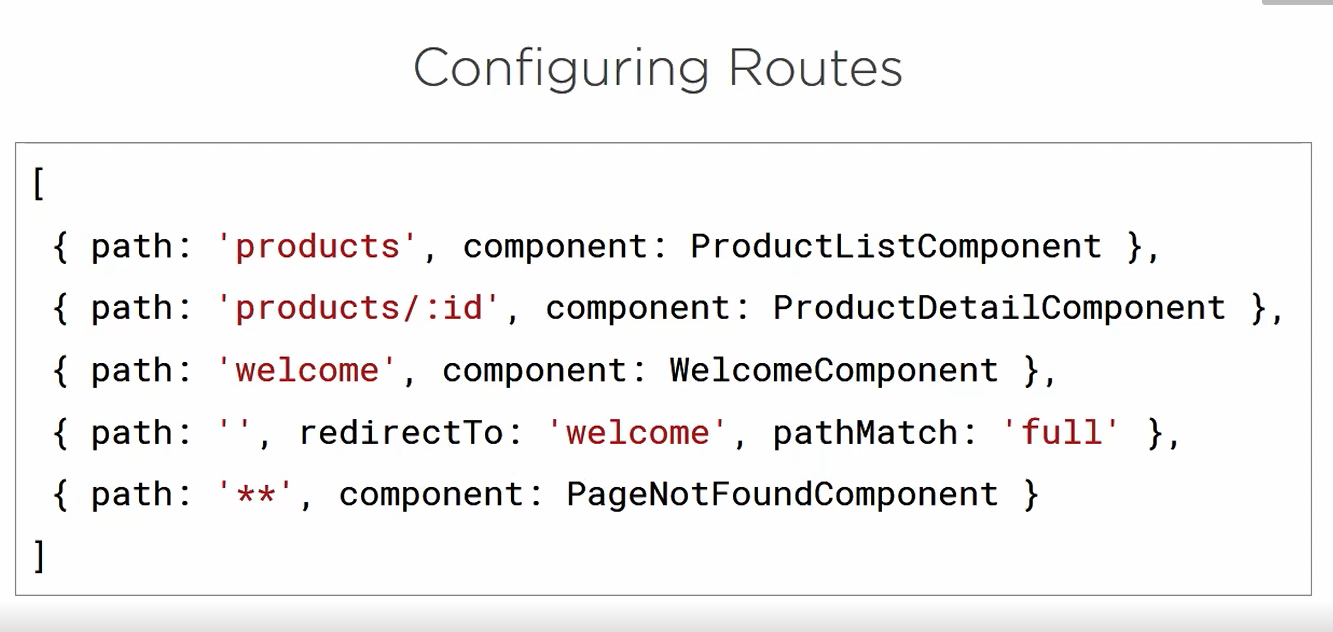 Configuring Routes
[
{ path: 'products', component: ProductListComponent },
{ path: 'products/:id', component: ProductDetailComponent },
{ path: 'welcome', component: WelcomeComponent },
{ path: '', redirectTo: 'welcome', pathMatch: 'full' },
{ path: '**', component: PageNotFoundComponent }
]